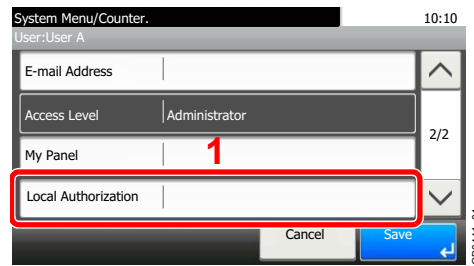 System Menu/Counter. 10:10
User:User A
E-mail Address
Access Level Administrator
2/2
My Panel 1
Local Authorization
Cancel Save